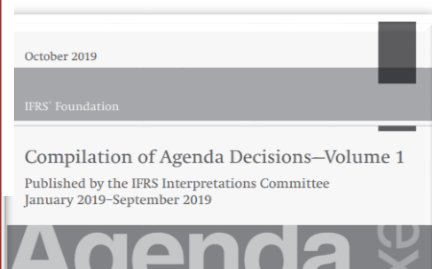 October 2019
IFRS® Foundation
Compilation of Agenda Decisions—Volume 1
Published by the IFRS Interpretations Committee
January 2019–September 2019
Agenda